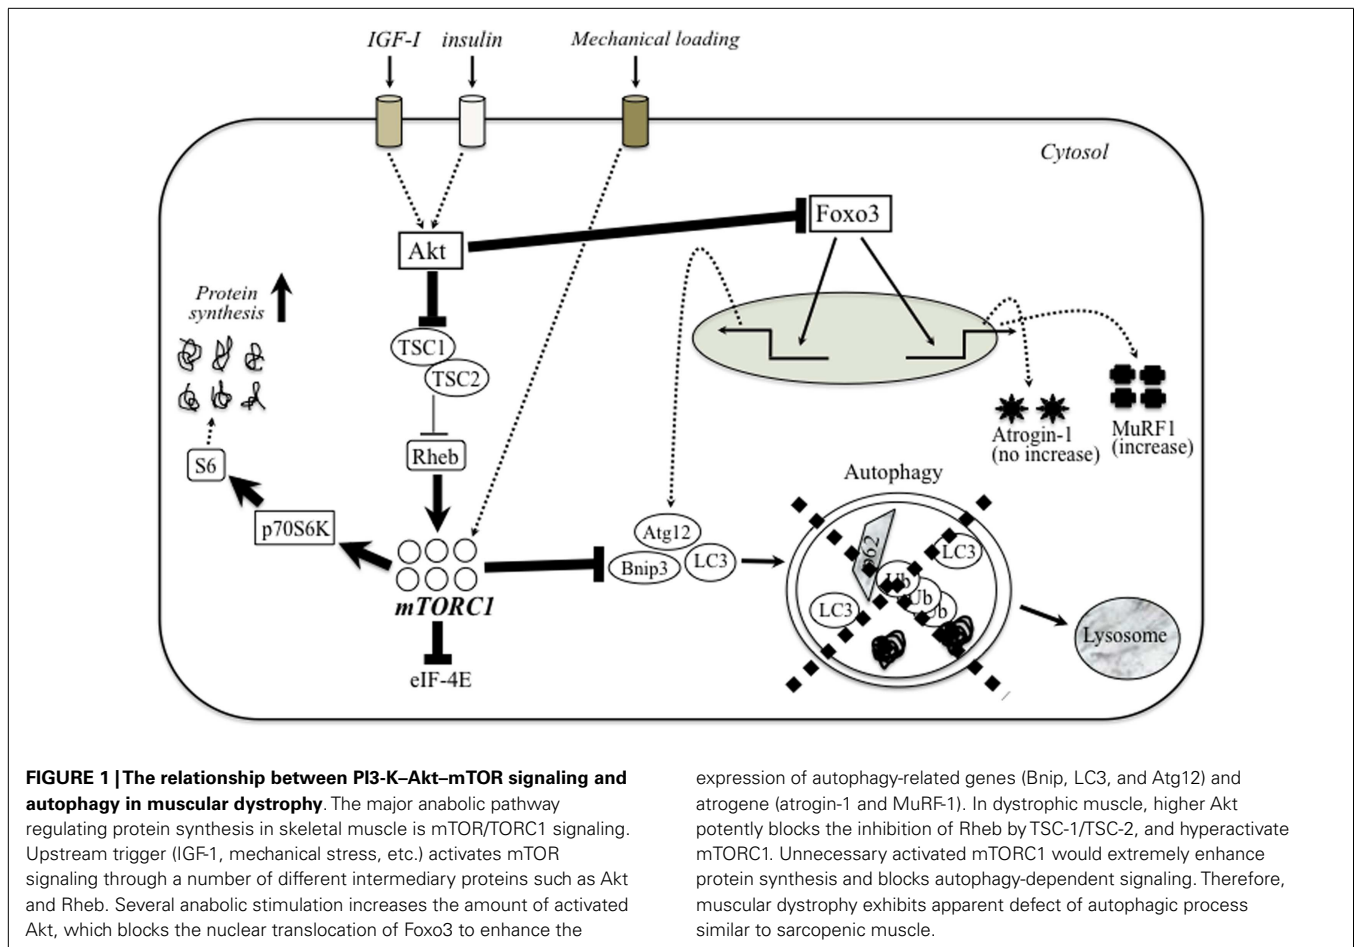 IGF-I insulin Mechanical loading
Cytosol
Foxo3
Akt
Protein
synthesis
TSC1
TSC2
Atrogin-1
(no increase)
MuRF1
(increase)
Rheb
S6
Autophagy
p70S6K
Atg12
Bnip3
LC3
p62
LC3
Ub
Ub
Ub
LC3
mTORC1
Lysosome
eIF-4E
FIGURE 1 | The relationship between PI3-K–Akt–mTOR signaling and
autophagy in muscular dystrophy. The major anabolic pathway
regulating protein synthesis in skeletal muscle is mTOR/TORC1 signaling.
Upstream trigger (IGF-1, mechanical stress, etc.) activates mTOR
signaling through a number of different intermediary proteins such as Akt
and Rheb. Several anabolic stimulation increases the amount of activated
Akt, which blocks the nuclear translocation of Foxo3 to enhance the
expression of autophagy-related genes (Bnip, LC3, and Atg12) and
atrogene (atrogin-1 and MuRF-1). In dystrophic muscle, higher Akt
potently blocks the inhibition of Rheb by TSC-1/TSC-2, and hyperactivate
mTORC1. Unnecessary activated mTORC1 would extremely enhance
protein synthesis and blocks autophagy-dependent signaling. Therefore,
muscular dystrophy exhibits apparent defect of autophagic process
similar to sarcopenic muscle.